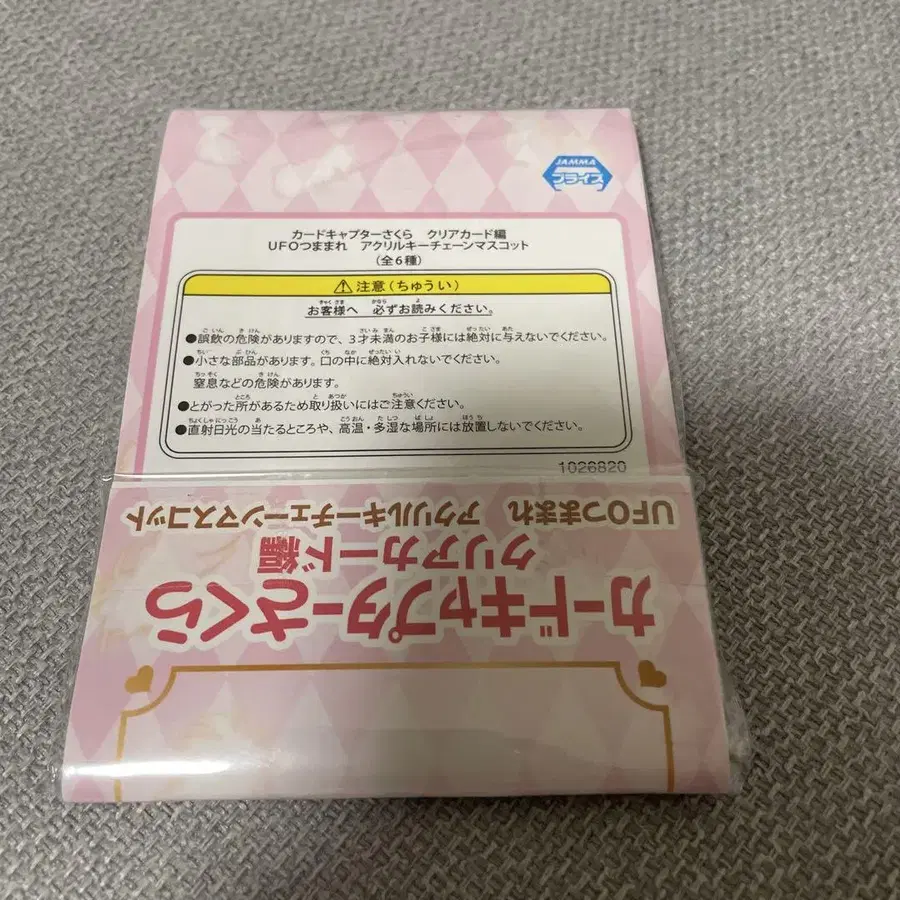 JAMMA
プライズ
カードキャプターさくら クリアカード編
UFOつままれ アクリルキーチェーンマスコット
(全6種)
⚠注意(ちゅうい)
お客様へ 必ずお読みください。
●誤飲の危険がありますので、3才未満のお子様には絶対に与えないでください。
●小さな部品があります。口の中に絶対入れないでください。
窒息などの危険があります。
●とがった所があるため取り扱いにはご注意ください。
●直射日光の当たるところや、高温・多湿な場所には放置しないでください。
1026820
カードキャプターさくら
クリアカード編
UFOつままれ アクリルキーチェーンマスコット